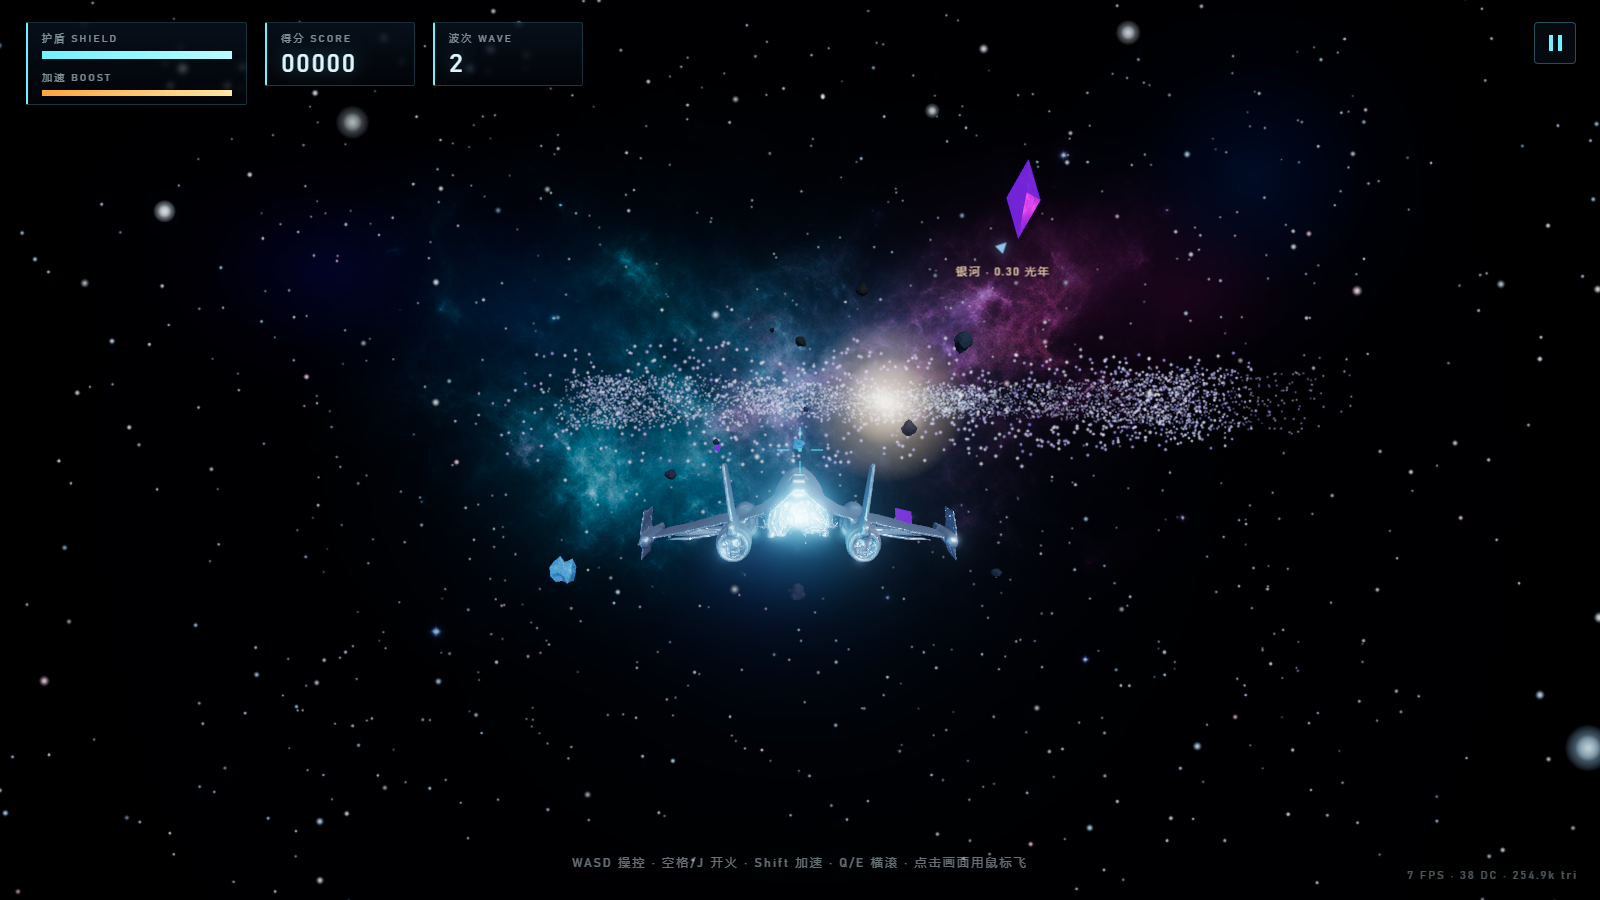 护盾 SHIELD
加速 BOOST
得分 SCORE
00000
波次 WAVE
2
银河 · 0.30 光年
WASD 操控 · 空格/J 开火 · Shift 加速 · Q/E 横滚 · 点击画面用鼠标飞
7 FPS · 38 DC · 254.9k tri